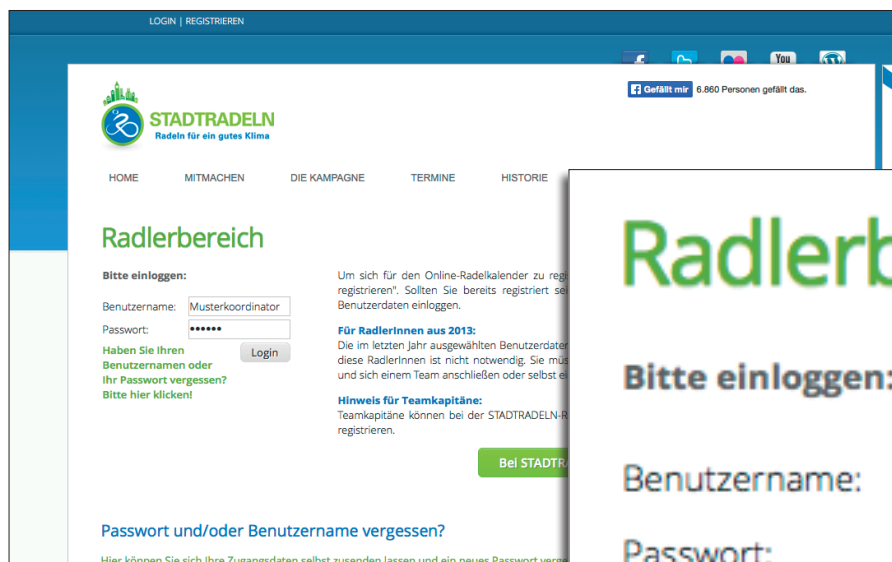 LOGIN | REGISTRIEREN
You
Gefällt mir 6.860 Personen gefällt das.
STADTRADELN
Radeln für ein gutes Klima
HOME MITMACHEN DIE KAMPAGNE TERMINE HISTORIE
Radlerbereich
Bitte einloggen:
Benutzername: Musterkoordinator
Passwort: ••••••
Haben Sie Ihren
Benutzernamen oder
Ihr Passwort vergessen?
Bitte hier klicken!
Login
Um sich für den Online-Radelkalender zu
registrieren". Sollten Sie bereits registriert
Benutzerdaten einloggen.
Für RadlerInnen aus 2013:
Die im letzten Jahr ausgewählten
diese RadlerInnen ist nicht notwendig. Sie
und sich einem Team anschließen oder selbst
Hinweis für Teamkapitäne:
Teamkapitäne können bei der
registrieren.
Bei
Passwort und/oder Benutzername vergessen?
Hier können Sie sich Ihre Zugangsdaten selbst zusenden lassen und ein neues Passwort
Bitte einloggen:
Benutzername:
Passwort: